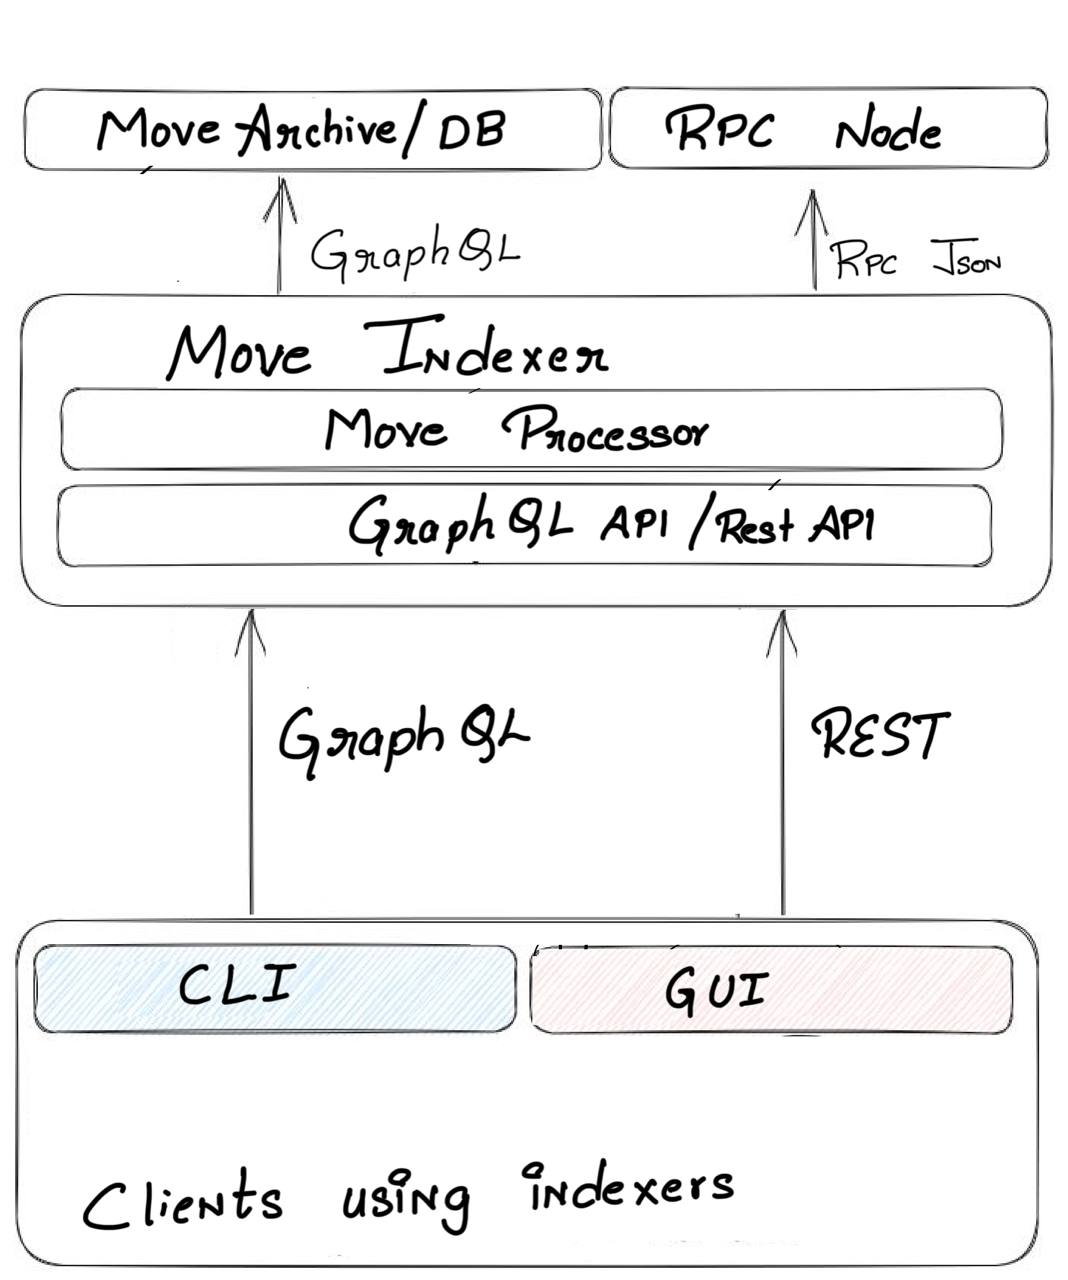 Move Archive/DB
RPC Node
GraphQL
RPC JSON
Move Indexer
Move Processor
GraphQL API /Rest API
GraphQL
REST
CLI
GUI
Clients using indexers